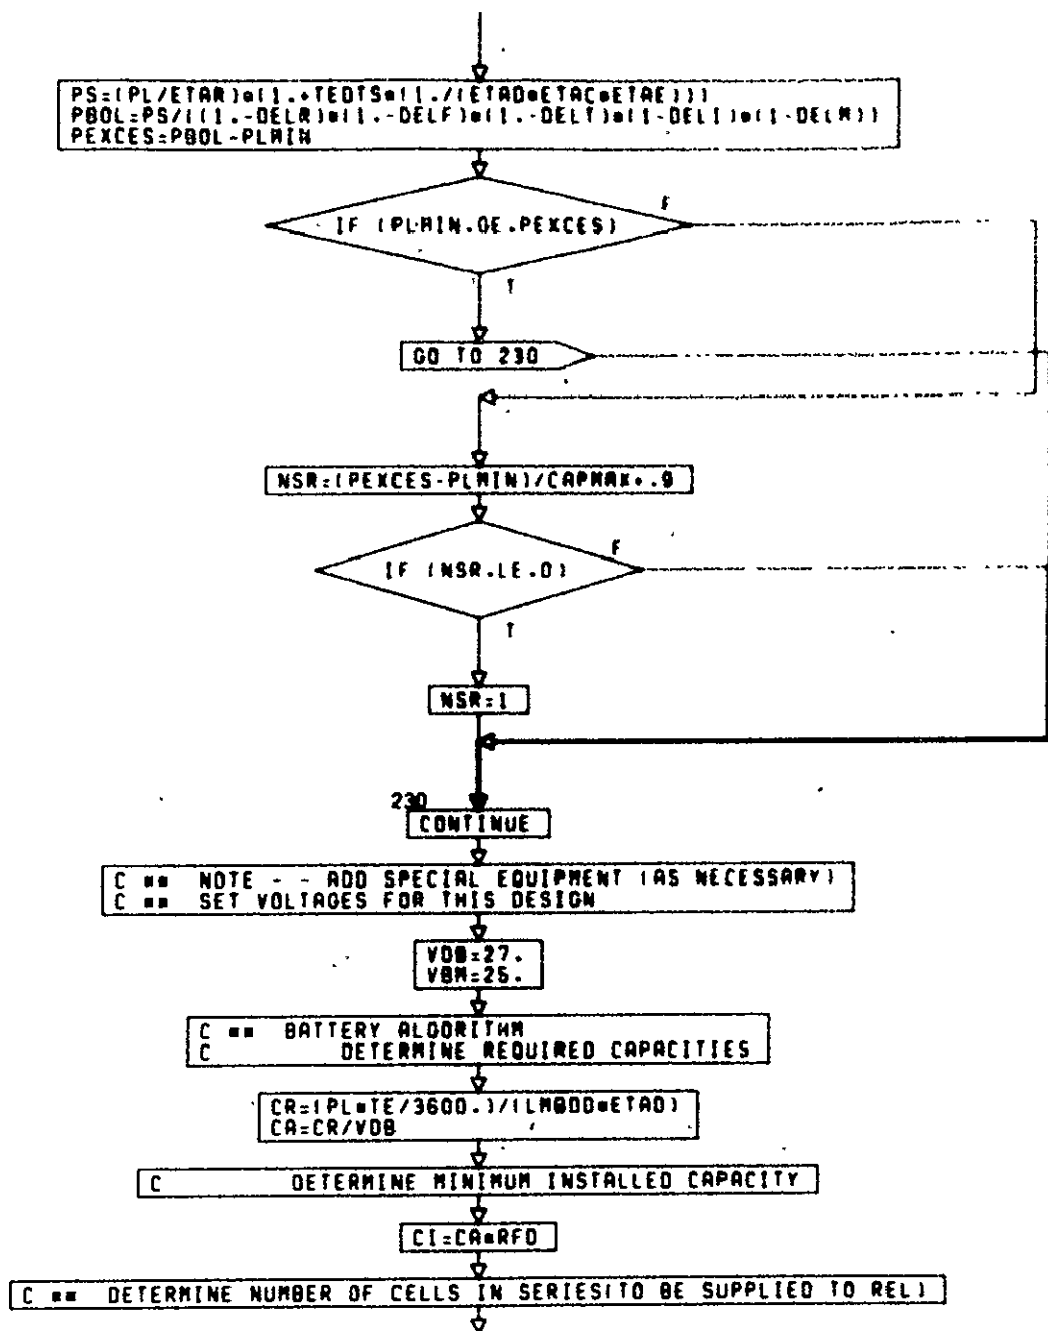 PS=(PL/ETAR)*(1.+TEDTS*(1./(ETAD*ETAC*ETAE)))
PBOL=PS/((1.-DELR)*(1.-DELF)*(1.-DELT)*(1-DELI)*(1-DELM))
PEXCES=PBOL-PLMIN
F
IF (PLMIN.GE.PEXCES)
T
GO TO 230
NSR=(PEXCES-PLMIN)/CAPMAX+.9
F
IF (NSR.LE.0)
T
NSR=1
230
CONTINUE
C ** NOTE - - ADD SPECIAL EQUIPMENT (AS NECESSARY)
C ** SET VOLTAGES FOR THIS DESIGN
VDB=27.
VBM=25.
C ** BATTERY ALGORITHM
C DETERMINE REQUIRED CAPACITIES
CR=(PL*TE/3600.)/(LMBDD*ETAD)
CA=CR/VDB
C DETERMINE MINIMUM INSTALLED CAPACITY
CI=CA*RFD
C ** DETERMINE NUMBER OF CELLS IN SERIES(TO BE SUPPLIED TO REL)